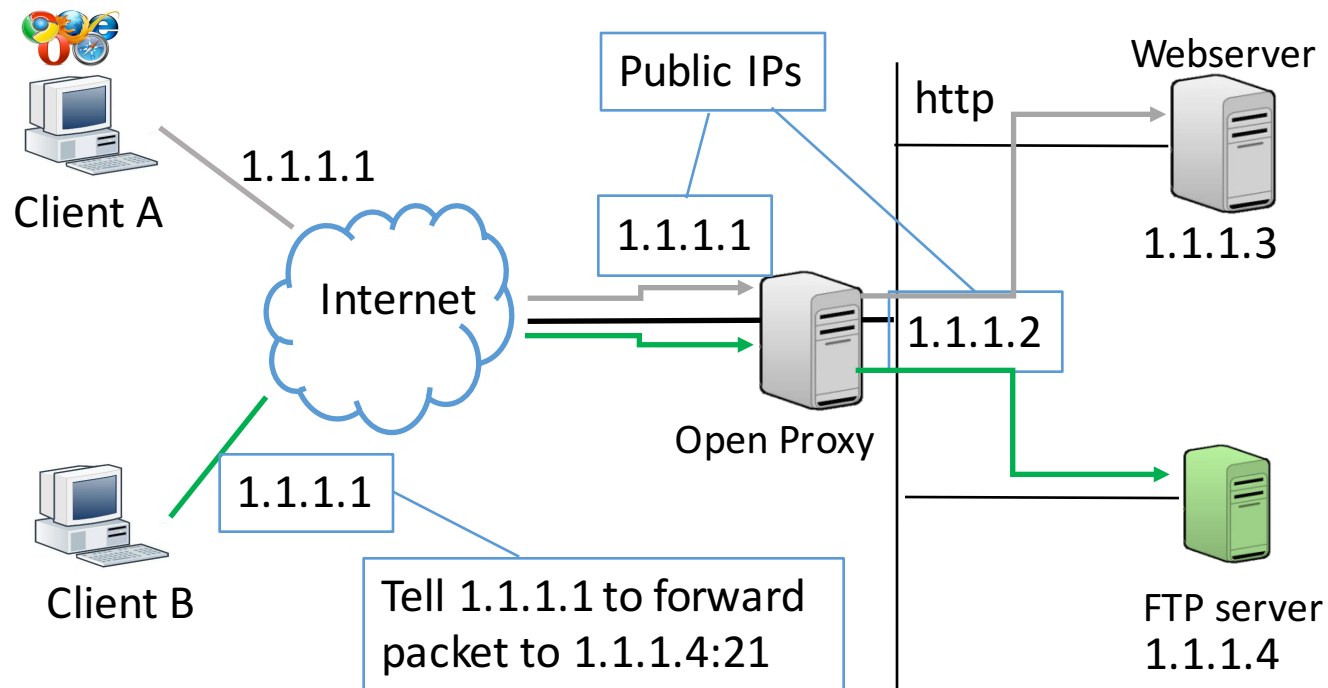 Client A
1.1.1.1
Internet
1.1.1.1
Client B
Tell 1.1.1.1 to forward
packet to 1.1.1.4:21
Public IPs
1.1.1.1
Open Proxy
1.1.1.2
http
Webserver
1.1.1.3
FTP server
1.1.1.4